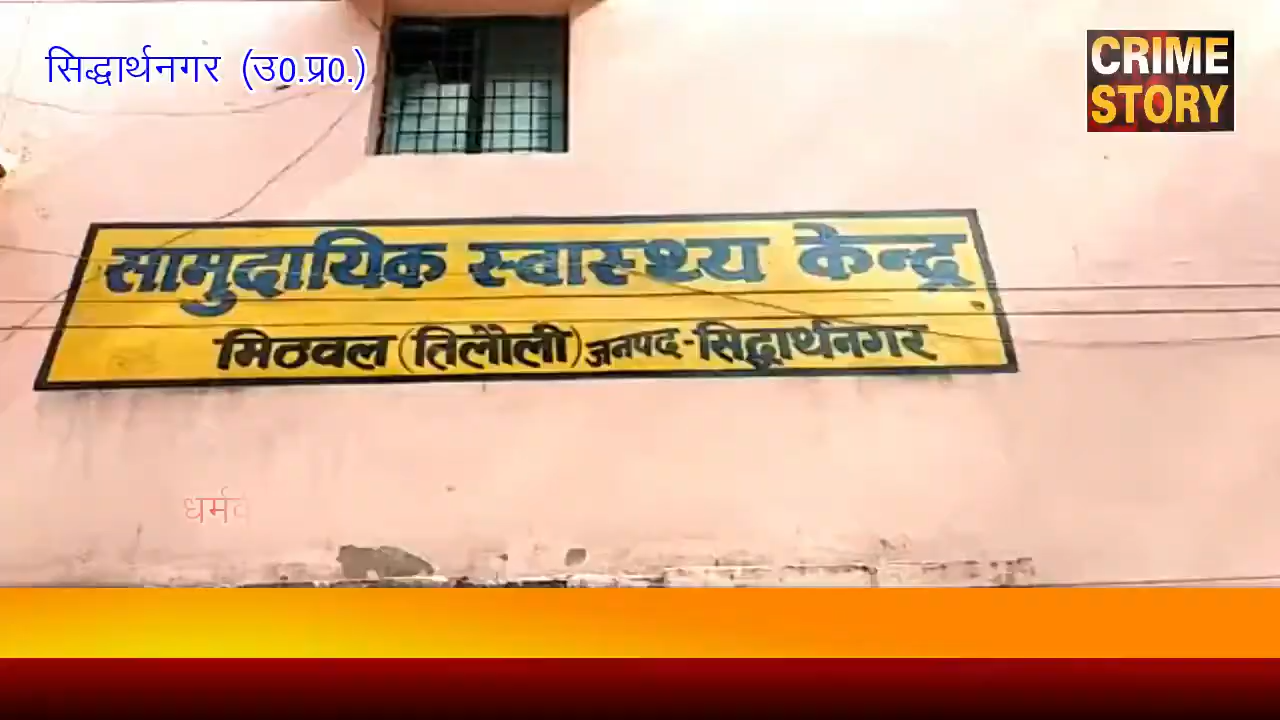 सिद्धार्थनगर (उ0.प्र0.)
CRIME
STORY
सामुदायिक स्वास्थ्य केन्द्र
मिठवल (तिलौली) जनपद-सिद्धार्थनगर